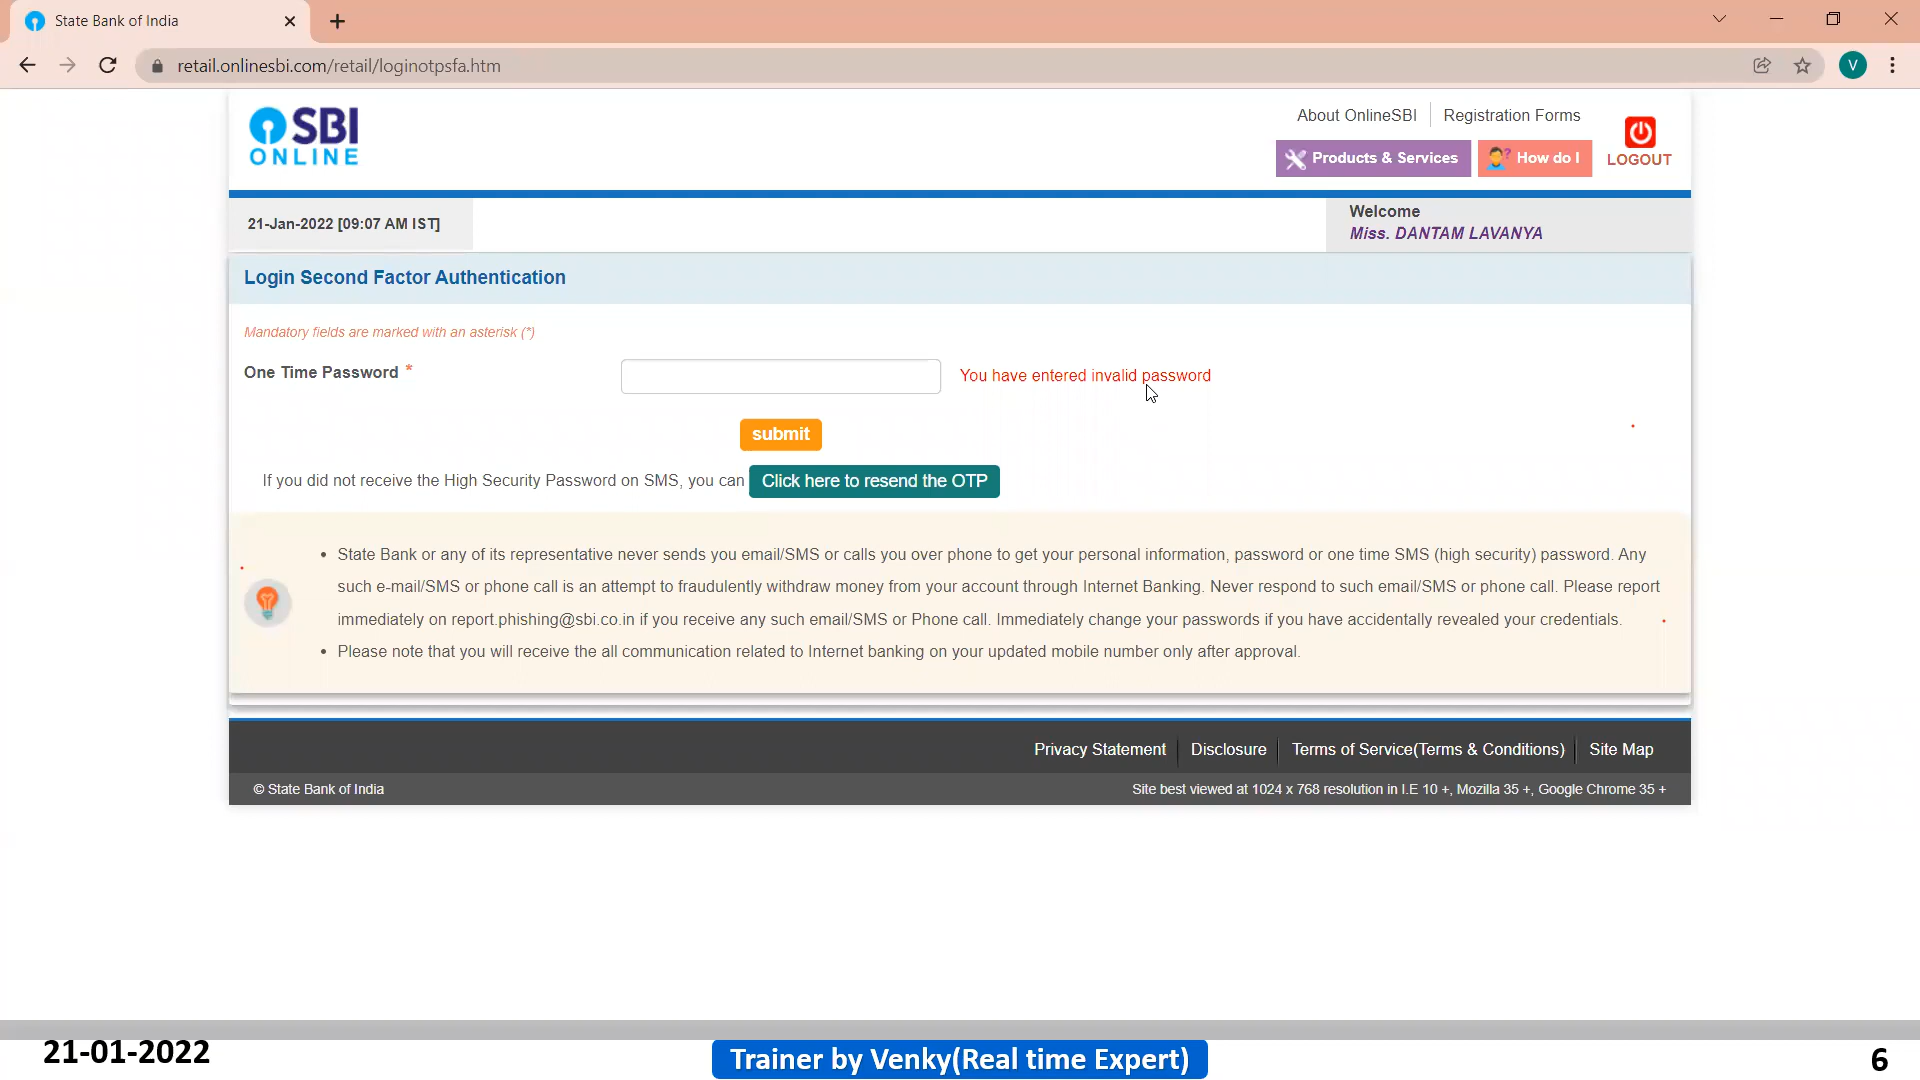 State Bank of India
retail.onlinesbi.com/retail/loginotpsfa.htm
V
SBI
ONLINE
About OnlineSBI
Registration Forms
Products & Services
How do I
LOGOUT
21-Jan-2022 [09:07 AM IST]
Welcome
Miss. DANTAM LAVANYA
Login Second Factor Authentication
Mandatory fields are marked with an asterisk (*)
One Time Password *
You have entered invalid password
submit
If you did not receive the High Security Password on SMS, you can Click here to resend the OTP
• State Bank or any of its representative never sends you email/SMS or calls you over phone to get your personal information, password or one time SMS (high security) password. Any
such e-mail/SMS or phone call is an attempt to fraudulently withdraw money from your account through Internet Banking. Never respond to such email/SMS or phone call. Please report
immediately on report.phishing@sbi.co.in if you receive any such email/SMS or Phone call. Immediately change your passwords if you have accidentally revealed your credentials.
• Please note that you will receive the all communication related to Internet banking on your updated mobile number only after approval.
Privacy Statement
Disclosure
Terms of Service(Terms & Conditions)
Site Map
© State Bank of India
Site best viewed at 1024 x 768 resolution in I.E 10 +, Mozilla 35 +, Google Chrome 35 +
21-01-2022
Trainer by Venky(Real time Expert)
6